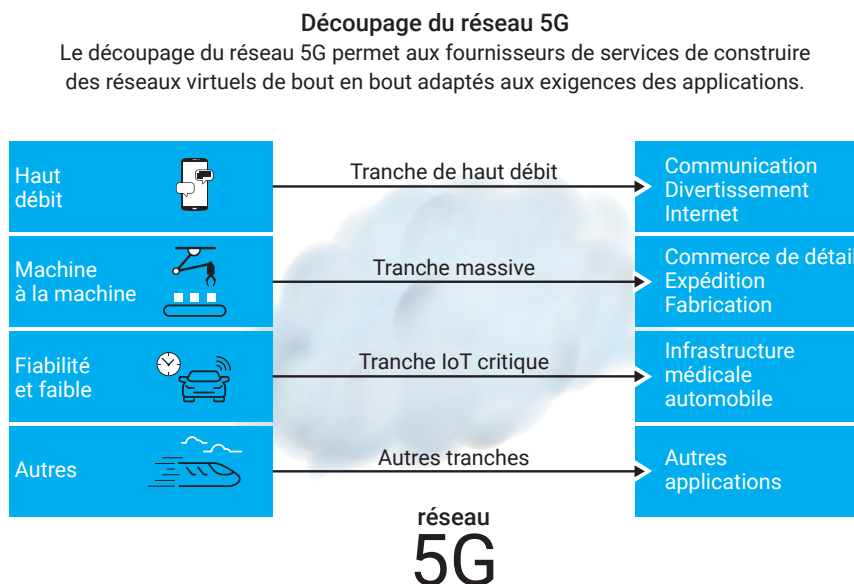 Découpage du réseau 5G
Le découpage du réseau 5G permet aux fournisseurs de services de construire
des réseaux virtuels de bout en bout adaptés aux exigences des applications.
Haut
débit
Tranche de haut débit
Communication
Divertissement
Internet
Machine
à la machine
Tranche massive
Commerce de détail
Expédition
Fabrication
Fiabilité
et faible
Tranche IoT critique
Infrastructure
médicale
automobile
Autres
Autres tranches
Autres
applications
réseau
5G